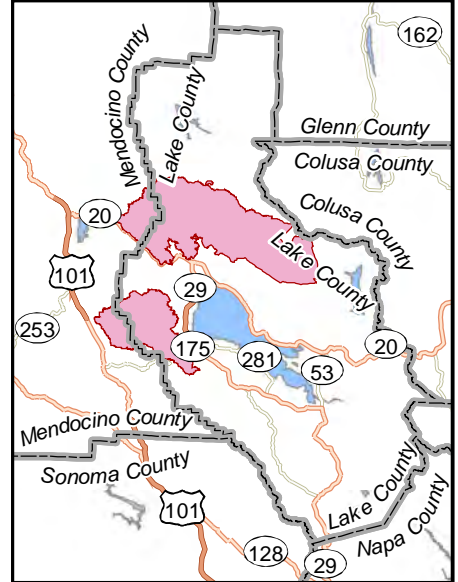 162
Mendocino County
Lake County
Glenn County
Colusa County
Colusa County
20
Lake County
101
29
253
175
281
53
20
Mendocino County
Sonoma County
Lake County
Napa County
101
128
29